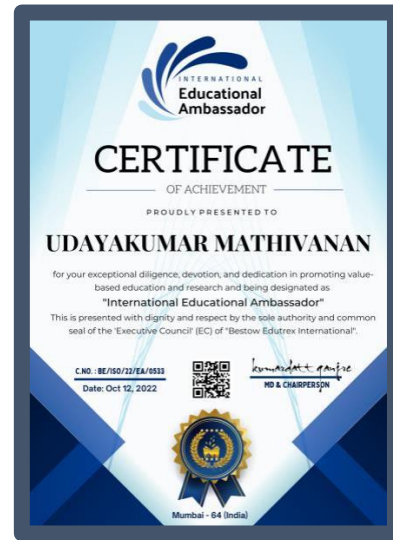 INTERNATIONAL
Educational
Ambassador
CERTIFICATE
OF ACHIEVEMENT
PROUDLY PRESENTED TO
UDAYAKUMAR MATHIVANAN
for your exceptional diligence, devotion, and dedication in promoting value-
based education and research and being designated as
"International Educational Ambassador"
This is presented with dignity and respect by the sole authority and common
seal of the 'Executive Council' (EC) of "Bestow Edutrex International".
C.NO. : BE/ISO/22/EA/0533
Date: Oct 12, 2022
kumardatt ganjre
MD & CHAIRPERSON
Mumbai - 64 (India)